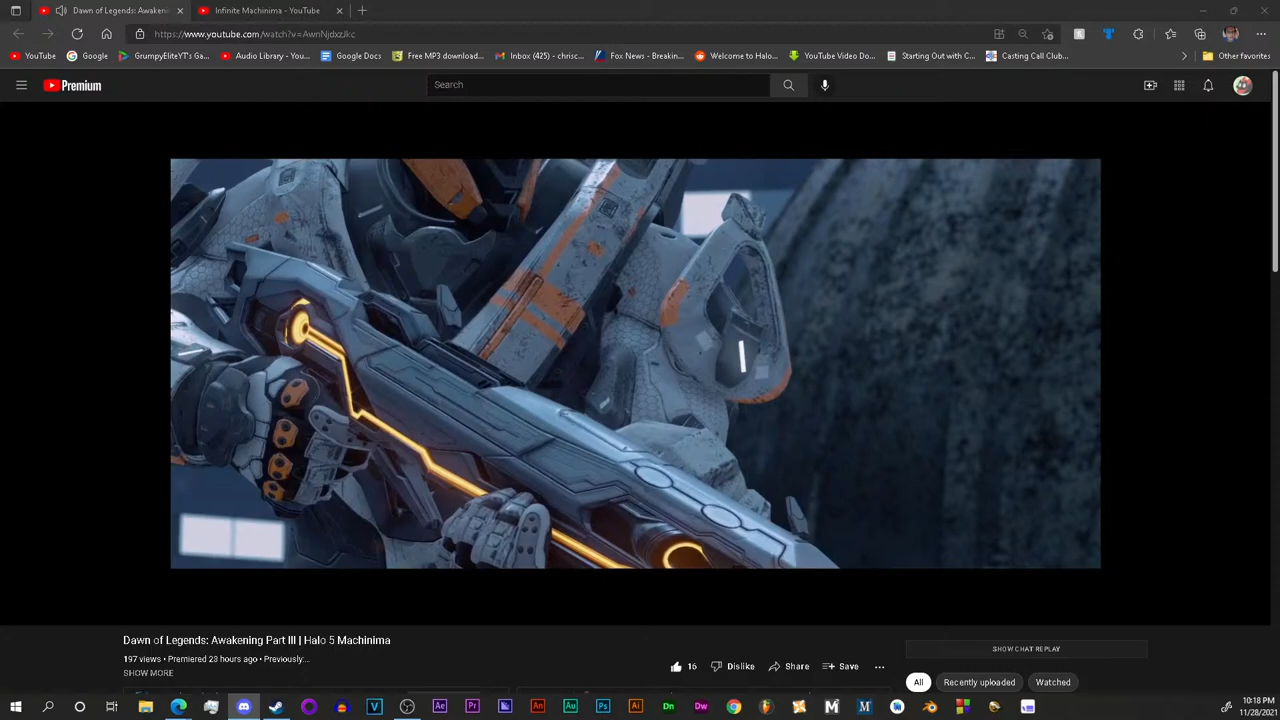 Dawn of Legends: Awakeni
Infinite Machinima - YouTube
https://www.youtube.com/watch?v=AwnNjdxzJkc
YouTube
Google
GrumpyEliteYT's Ga...
Audio Library - You...
Google Docs
Free MP3 download...
Inbox (425) - chrisc...
Fox News - Breakin...
Welcome to Halo...
YouTube Video Do...
Starting Out with C...
Casting Call Club...
Other favorites
Premium
Search
Dawn of Legends: Awakening Part III | Halo 5 Machinima
197 views • Premiered 23 hours ago • Previously:...
SHOW MORE
16
Dislike
Share
Save
SHOW CHAT REPLAY
All
Recently uploaded
Watched
10:18 PM
11/28/2021